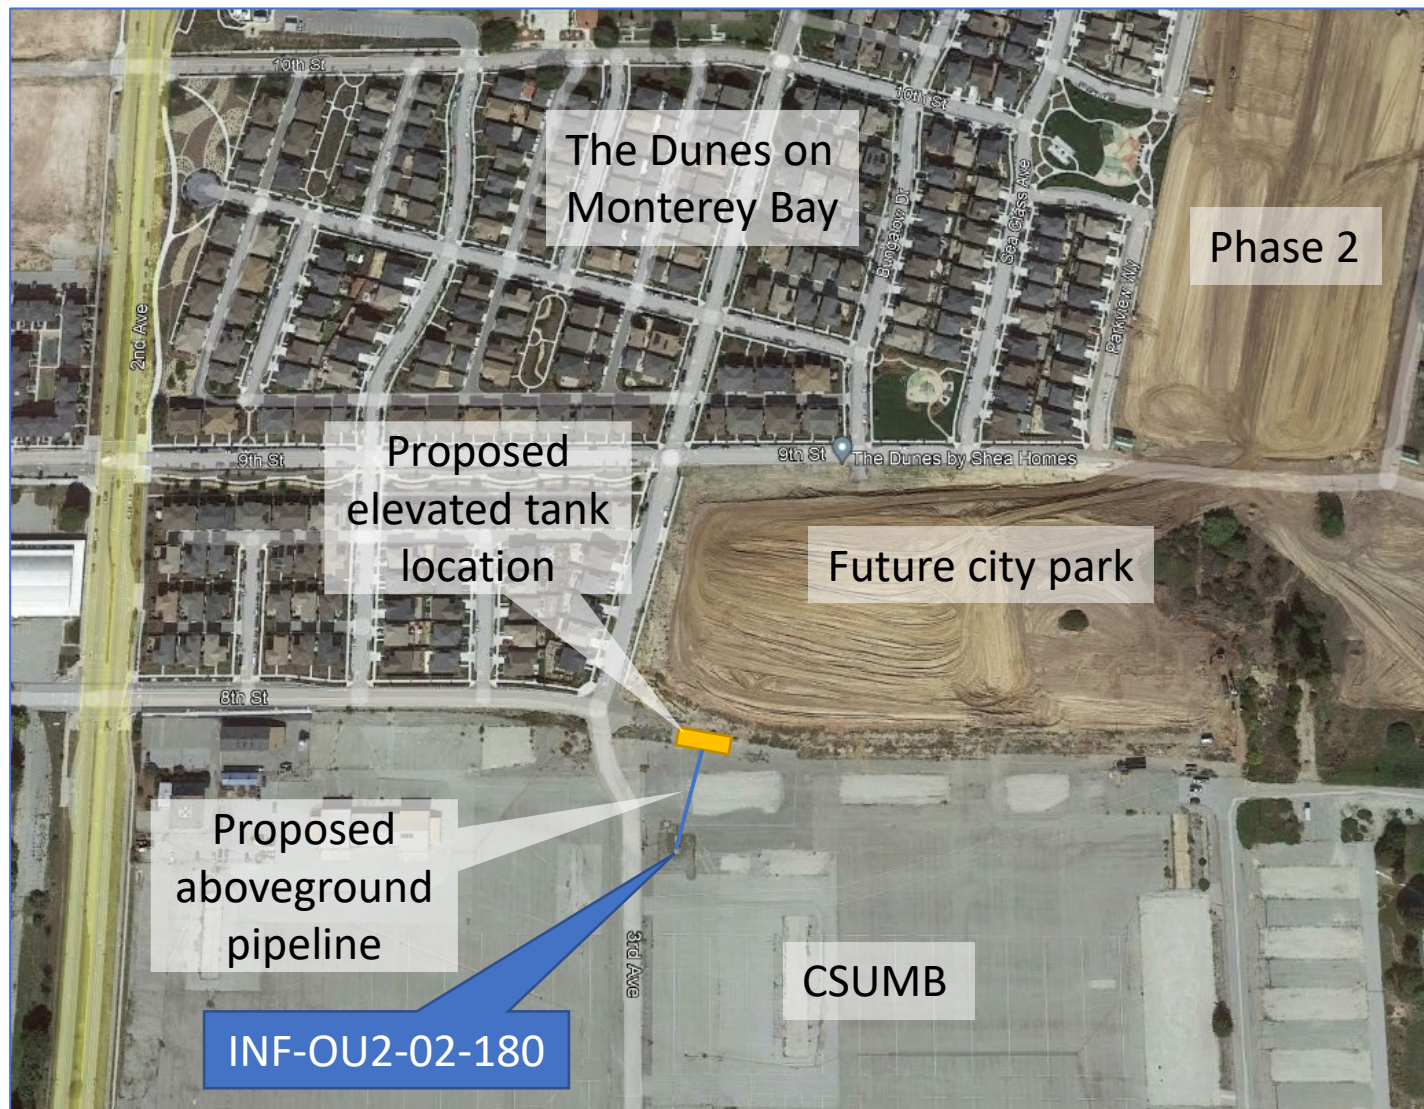 10th St
The Dunes on
Monterey Bay
10th St
Phase 2
2nd Ave
Bungalow Dr
Sea Glass Ave
Parkview Wy
9th St
Proposed
elevated tank
location
9th St
The Dunes by Shea Homes
Future city park
8th St
Proposed
aboveground
pipeline
3rd Ave
CSUMB
INF-OU2-02-180